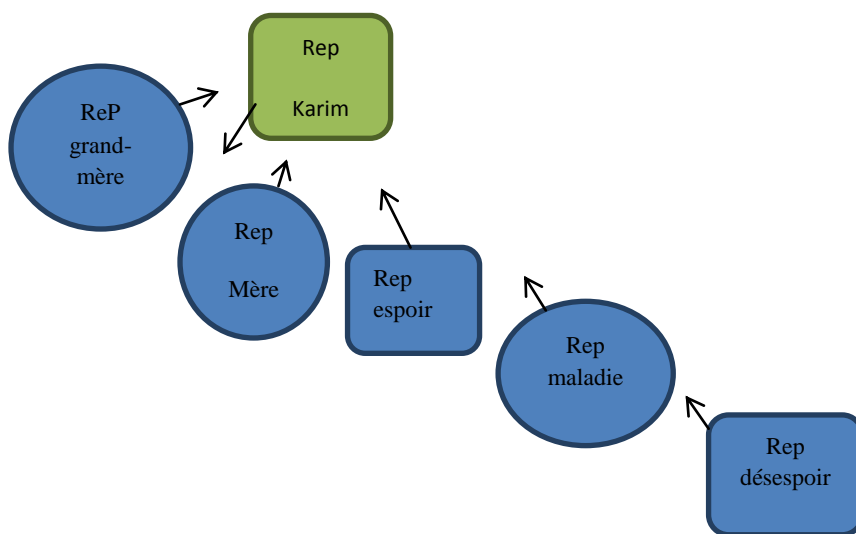 Rep
Karim
ReP
grand-
mère
Rep
Mère
Rep
espoir
Rep
maladie
Rep
désespoir